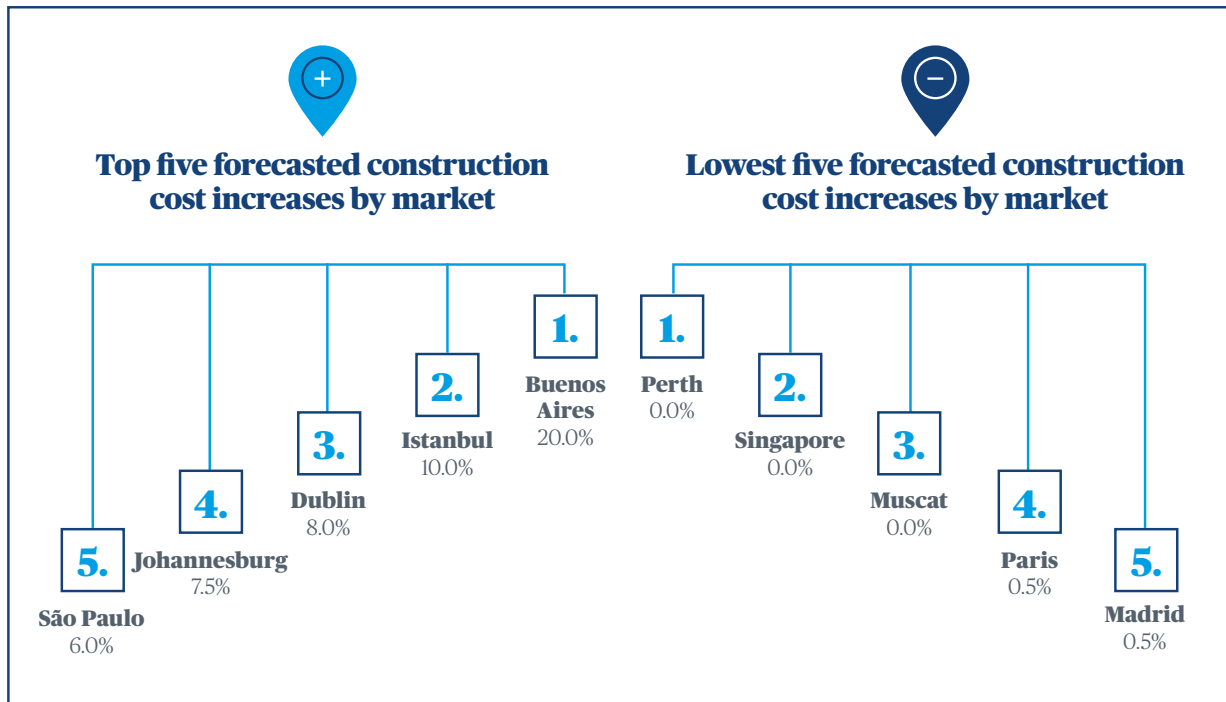 +
Top five forecasted construction
cost increases by market
5.
São Paulo
6.0%
4.
Johannesburg
7.5%
3.
Dublin
8.0%
2.
Istanbul
10.0%
1.
Buenos
Aires
20.0%
−
Lowest five forecasted construction
cost increases by market
1.
Perth
0.0%
2.
Singapore
0.0%
3.
Muscat
0.0%
4.
Paris
0.5%
5.
Madrid
0.5%